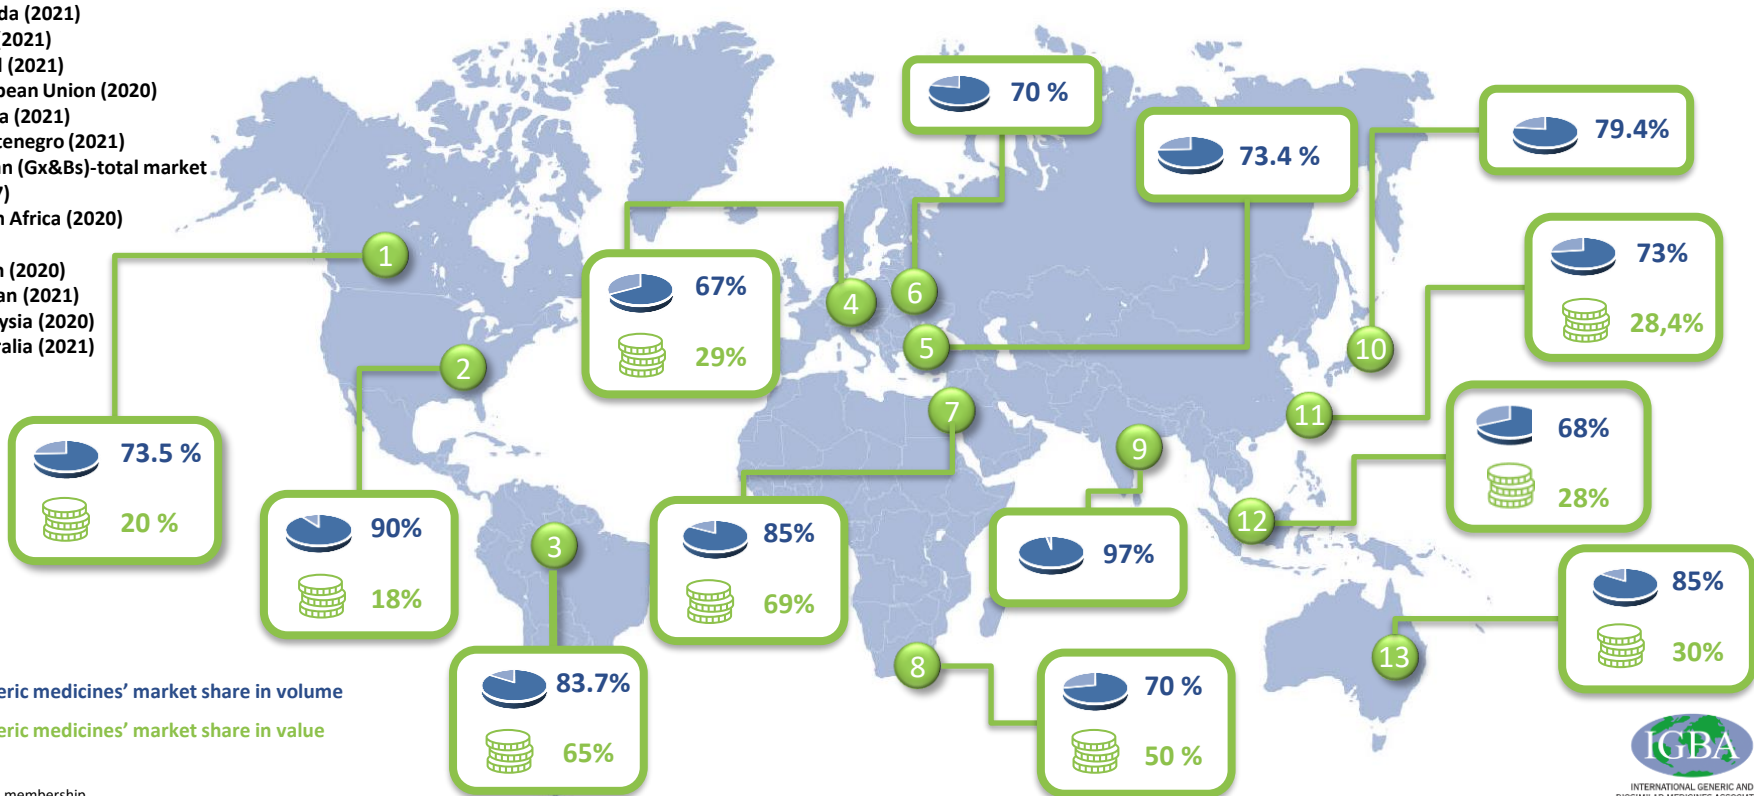 da (2021)
(2021)
l (2021)
pean Union (2020)
a (2021)
tenegro (2021)
an (Gx&Bs)-total market
7)
n Africa (2020)
n (2020)
an (2021)
ysia (2020)
ralia (2021)
70 %
73.4 %
79.4%
1
67%
29%
4
6
5
10
73%
28,4%
2
7
11
9
73.5 %
20 %
68%
28%
90%
18%
3
85%
69%
97%
12
85%
30%
8
13
83.7%
65%
70 %
50 %
eric medicines’ market share in volume
eric medicines’ market share in value
membership
IGBA
INTERNATIONAL GENERIC AND